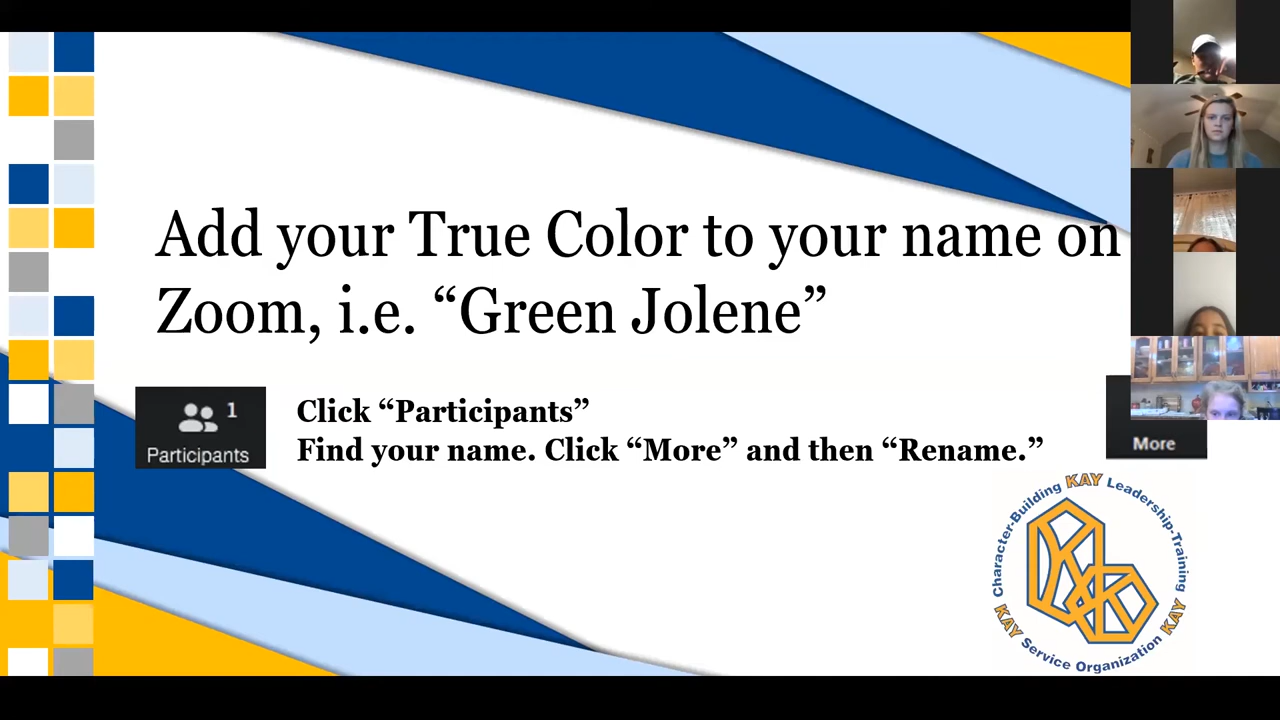 Add your True Color to your name on
Zoom, i.e. “Green Jolene”
1
Participants
Click “Participants”
Find your name. Click “More” and then “Rename.”
More
Character-Building KAY Leadership-Training KAY Service Organization KAY